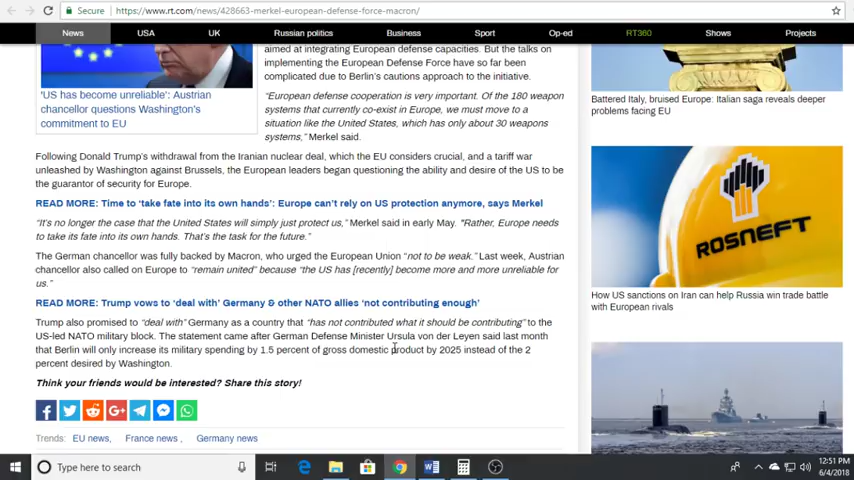 Secure
https://www.rt.com/news/428663-merkel-european-defense-force-macron/
News USA UK Russian politics Business Sport Op-ed RT360 Shows Projects
'US has become unreliable': Austrian
chancellor questions Washington's
commitment to EU
aimed at integrating European defense capacities. But the talks on
implementing the European Defense Force have so far been
complicated due to Berlin's cautions approach to the initiative.
"European defense cooperation is very important. Of the 180 weapon
systems that currently co-exist in Europe, we must move to a
situation like the United States, which has only about 30 weapons
systems," Merkel said.
Following Donald Trump's withdrawal from the Iranian nuclear deal, which the EU considers crucial, and a tariff war
unleashed by Washington against Brussels, the European leaders began questioning the ability and desire of the US to be
the guarantor of security for Europe.
READ MORE: Time to 'take fate into its own hands': Europe can't rely on US protection anymore, says Merkel
"It's no longer the case that the United States will simply just protect us," Merkel said in early May. "Rather, Europe needs
to take its fate into its own hands. That's the task for the future."
The German chancellor was fully backed by Macron, who urged the European Union "not to be weak." Last week, Austrian
chancellor also called on Europe to "remain united" because "the US has [recently] become more and more unreliable for
us."
READ MORE: Trump vows to 'deal with' Germany & other NATO allies 'not contributing enough'
Trump also promised to "deal with" Germany as a country that "has not contributed what it should be contributing" to the
US-led NATO military block. The statement came after German Defense Minister Ursula von der Leyen said last month
that Berlin will only increase its military spending by 1.5 percent of gross domestic product by 2025 instead of the 2
percent desired by Washington.
Think your friends would be interested? Share this story!
Trends: EU news, France news , Germany news
Battered Italy, bruised Europe: Italian saga reveals deeper
problems facing EU
ROSNEFT
How US sanctions on Iran can help Russia win trade battle
with European rivals
Type here to search
12:51 PM
6/4/2018